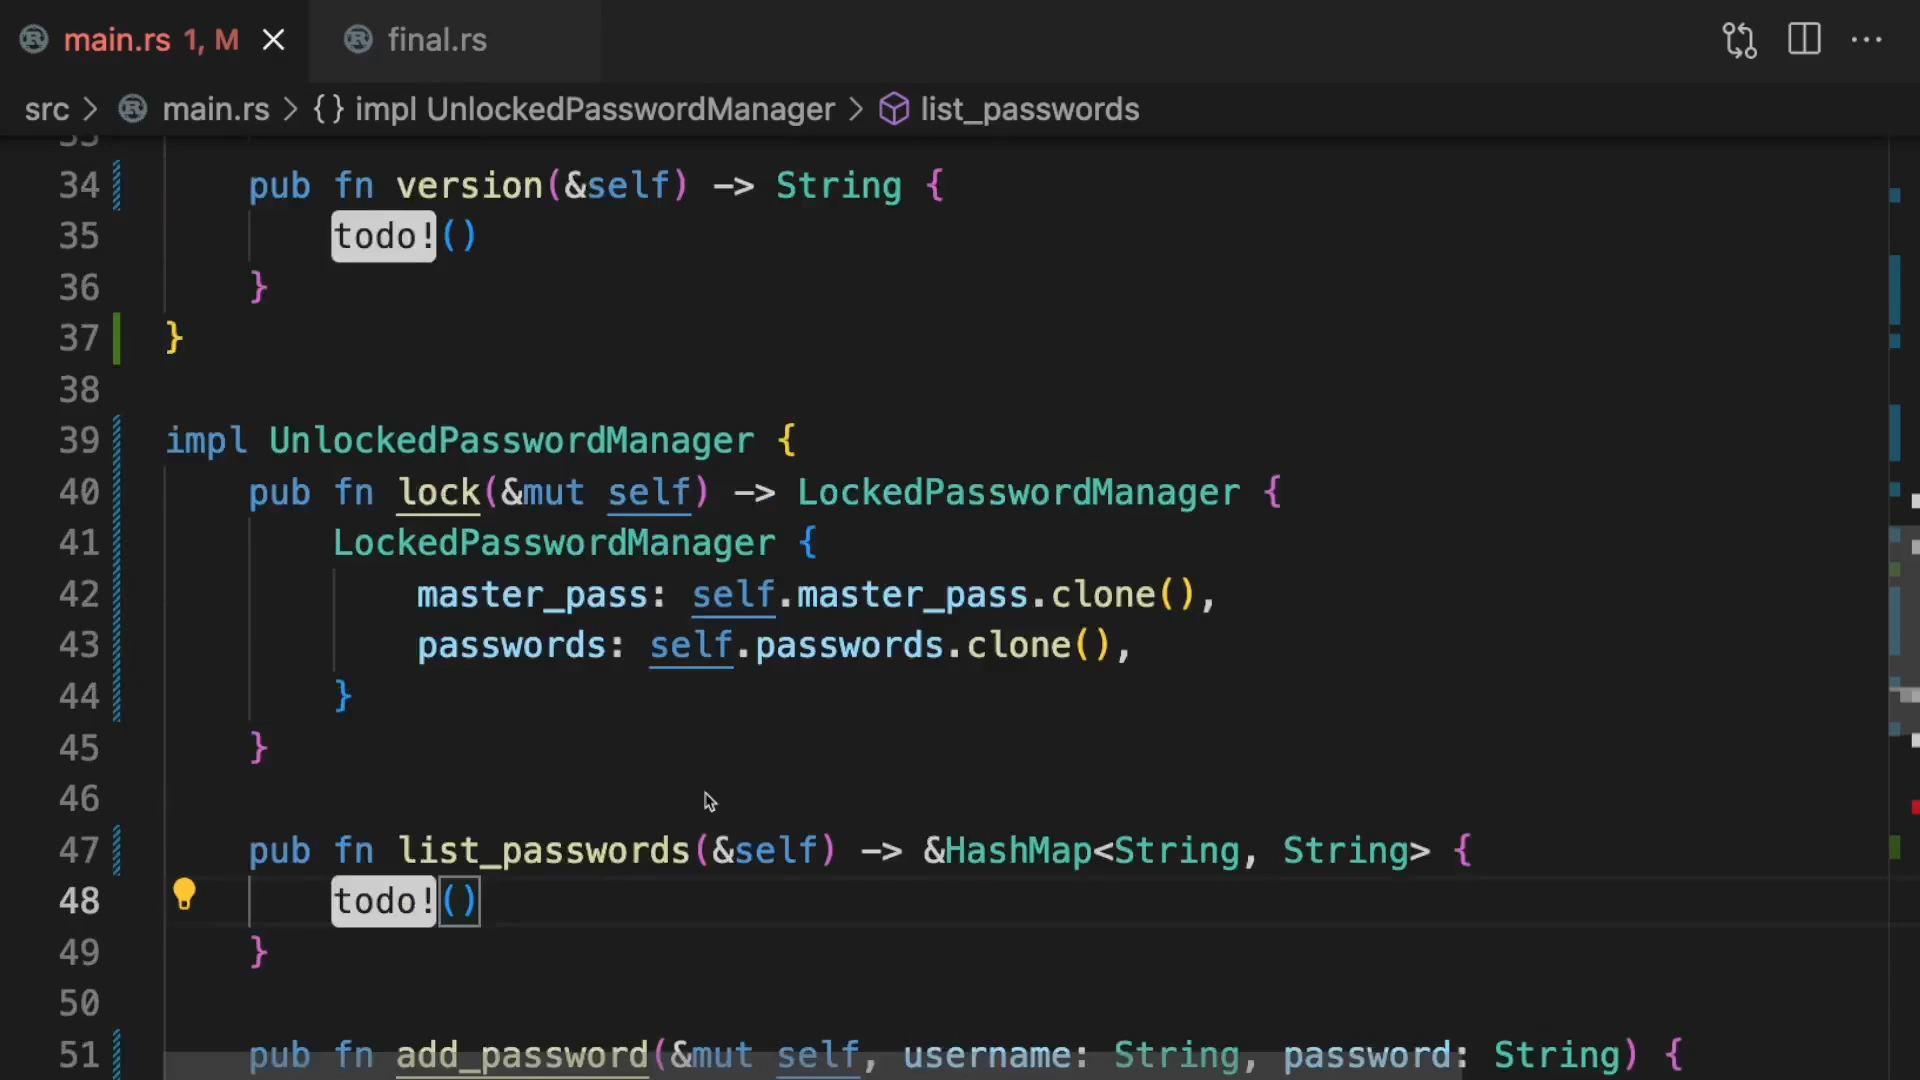 main.rs 1, M final.rs
src > main.rs > {} impl UnlockedPasswordManager > list_passwords
34 pub fn version(&self) -> String {
35 todo!()
36 }
37 }
38
39 impl UnlockedPasswordManager {
40 pub fn lock(&mut self) -> LockedPasswordManager {
41 LockedPasswordManager {
42 master_pass: self.master_pass.clone(),
43 passwords: self.passwords.clone(),
44 }
45 }
46
47 pub fn list_passwords(&self) -> &HashMap<String, String> {
48 todo!()
49 }
50
51 pub fn add_password(&mut self, username: String, password: String) {